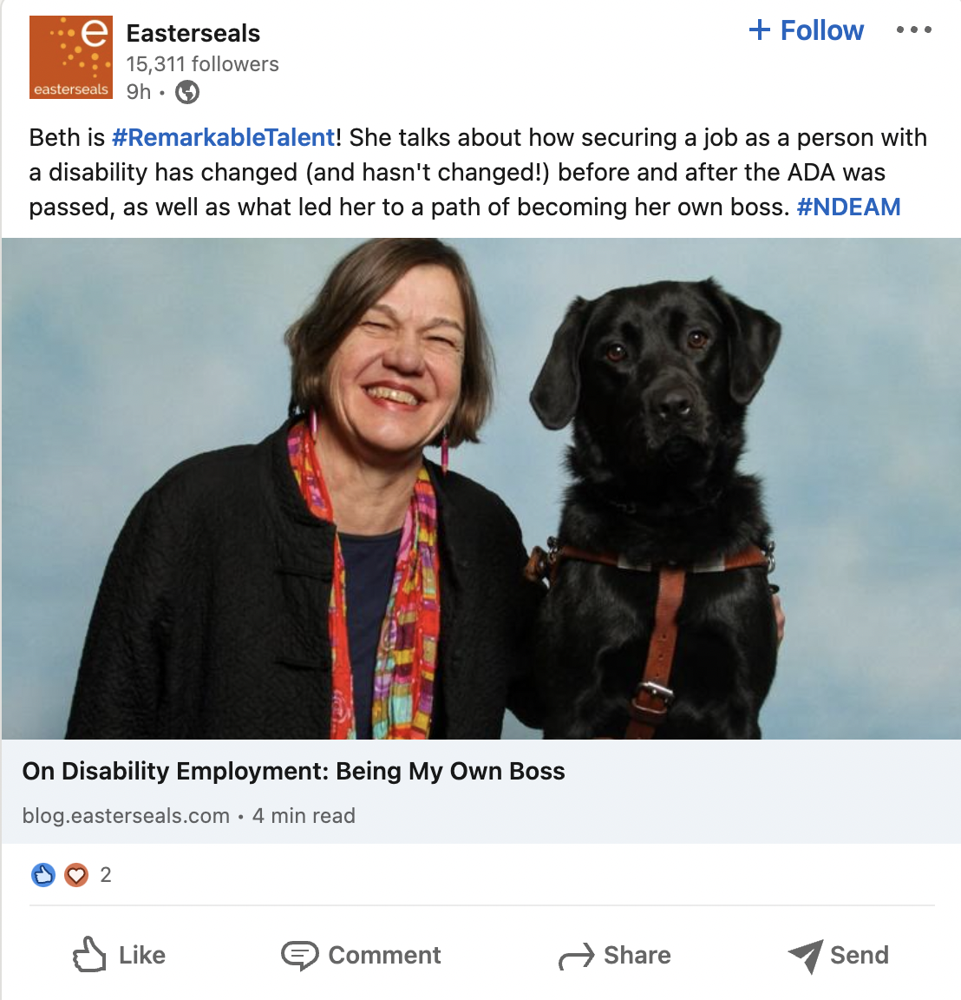 e
easterseals
Easterseals
15,311 followers
9h •
+ Follow
Beth is #RemarkableTalent! She talks about how securing a job as a person with
a disability has changed (and hasn't changed!) before and after the ADA was
passed, as well as what led her to a path of becoming her own boss. #NDEAM
On Disability Employment: Being My Own Boss
blog.easterseals.com • 4 min read
2
Like
Comment
Share
Send